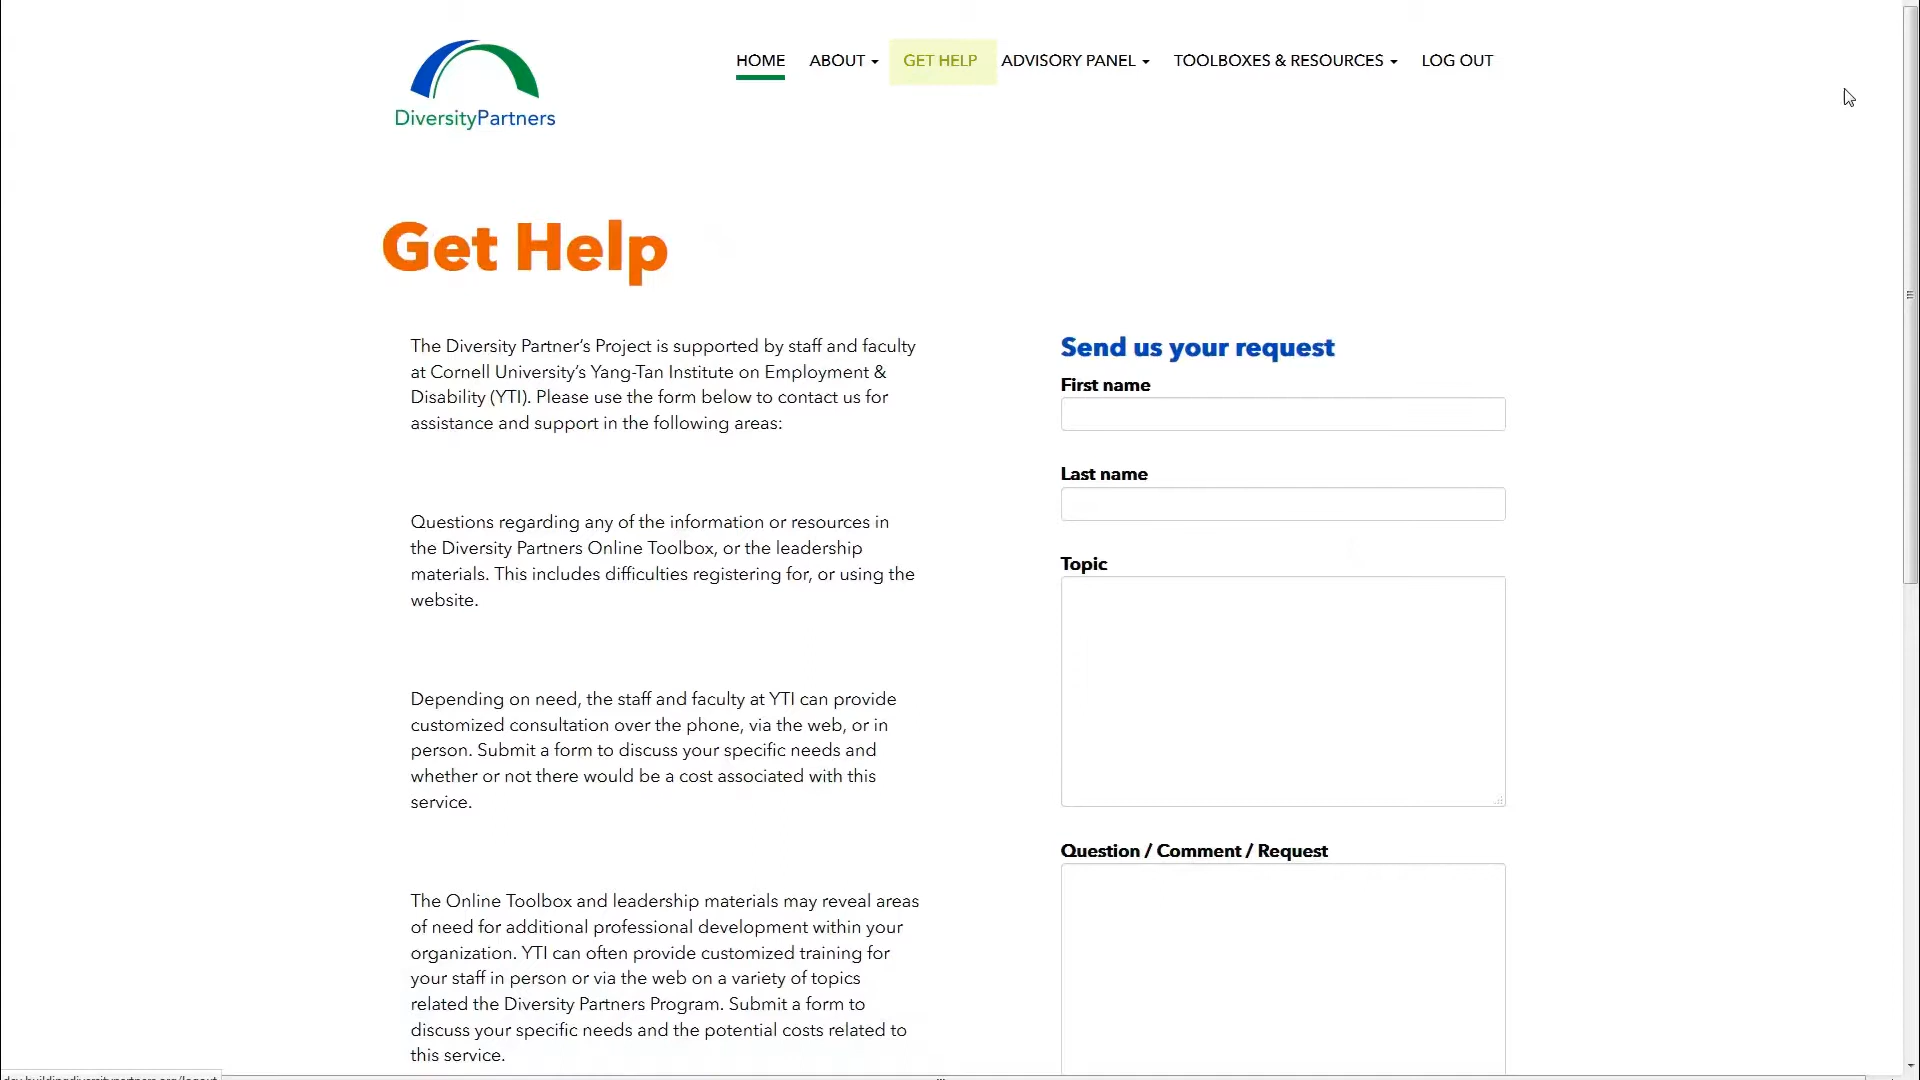 HOME ABOUT GET HELP ADVISORY PANEL TOOLBOXES & RESOURCES LOG OUT
DiversityPartners
Get Help
The Diversity Partner’s Project is supported by staff and faculty
at Cornell University’s Yang-Tan Institute on Employment &
Disability (YTI). Please use the form below to contact us for
assistance and support in the following areas:
Questions regarding any of the information or resources in
the Diversity Partners Online Toolbox, or the leadership
materials. This includes difficulties registering for, or using the
website.
Depending on need, the staff and faculty at YTI can provide
customized consultation over the phone, via the web, or in
person. Submit a form to discuss your specific needs and
whether or not there would be a cost associated with this
service.
The Online Toolbox and leadership materials may reveal areas
of need for additional professional development within your
organization. YTI can often provide customized training for
your staff in person or via the web on a variety of topics
related the Diversity Partners Program. Submit a form to
discuss your specific needs and the potential costs related to
this service.
Send us your request
First name
Last name
Topic
Question / Comment / Request